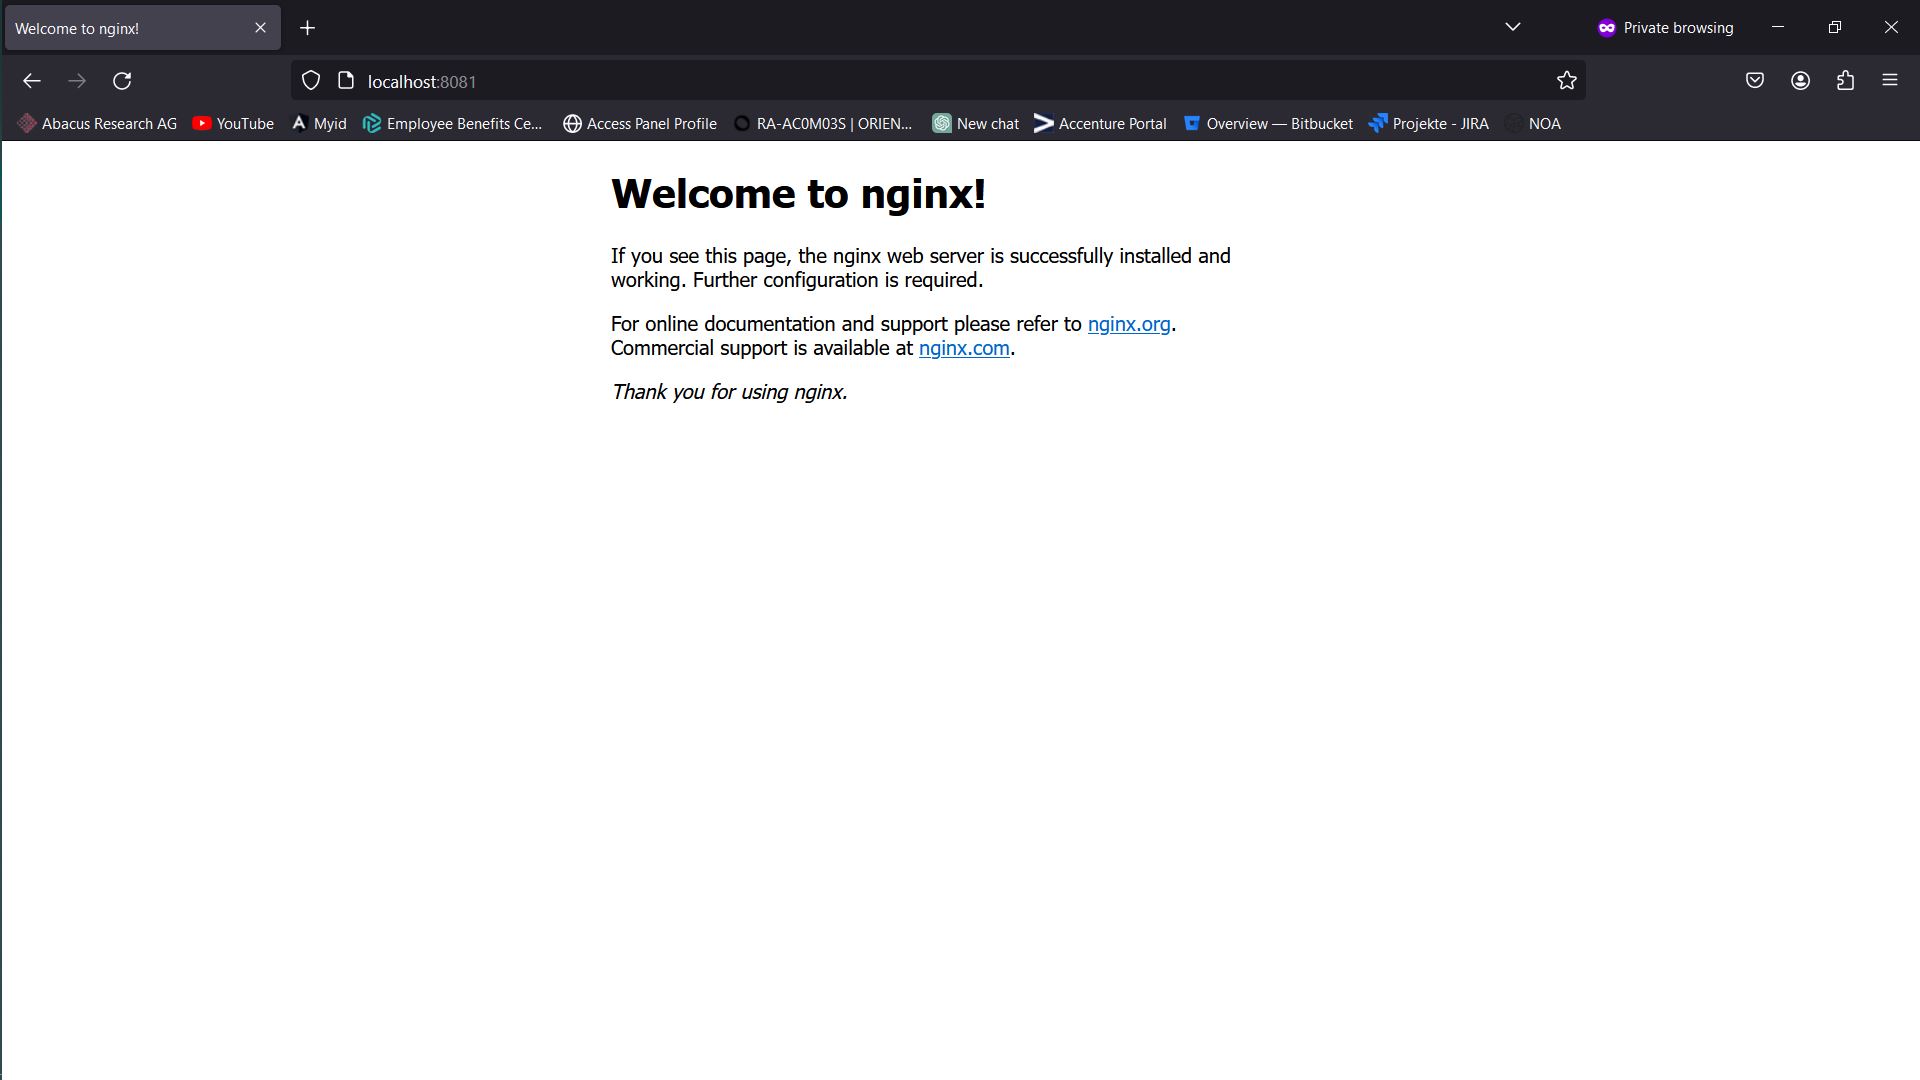 Welcome to nginx!
Private browsing
localhost:8081
Abacus Research AG YouTube Myid Employee Benefits Ce... Access Panel Profile RA-AC0M03S | ORIEN... New chat Accenture Portal Overview — Bitbucket Projekte - JIRA NOA
Welcome to nginx!
If you see this page, the nginx web server is successfully installed and
working. Further configuration is required.
For online documentation and support please refer to nginx.org.
Commercial support is available at nginx.com.
Thank you for using nginx.